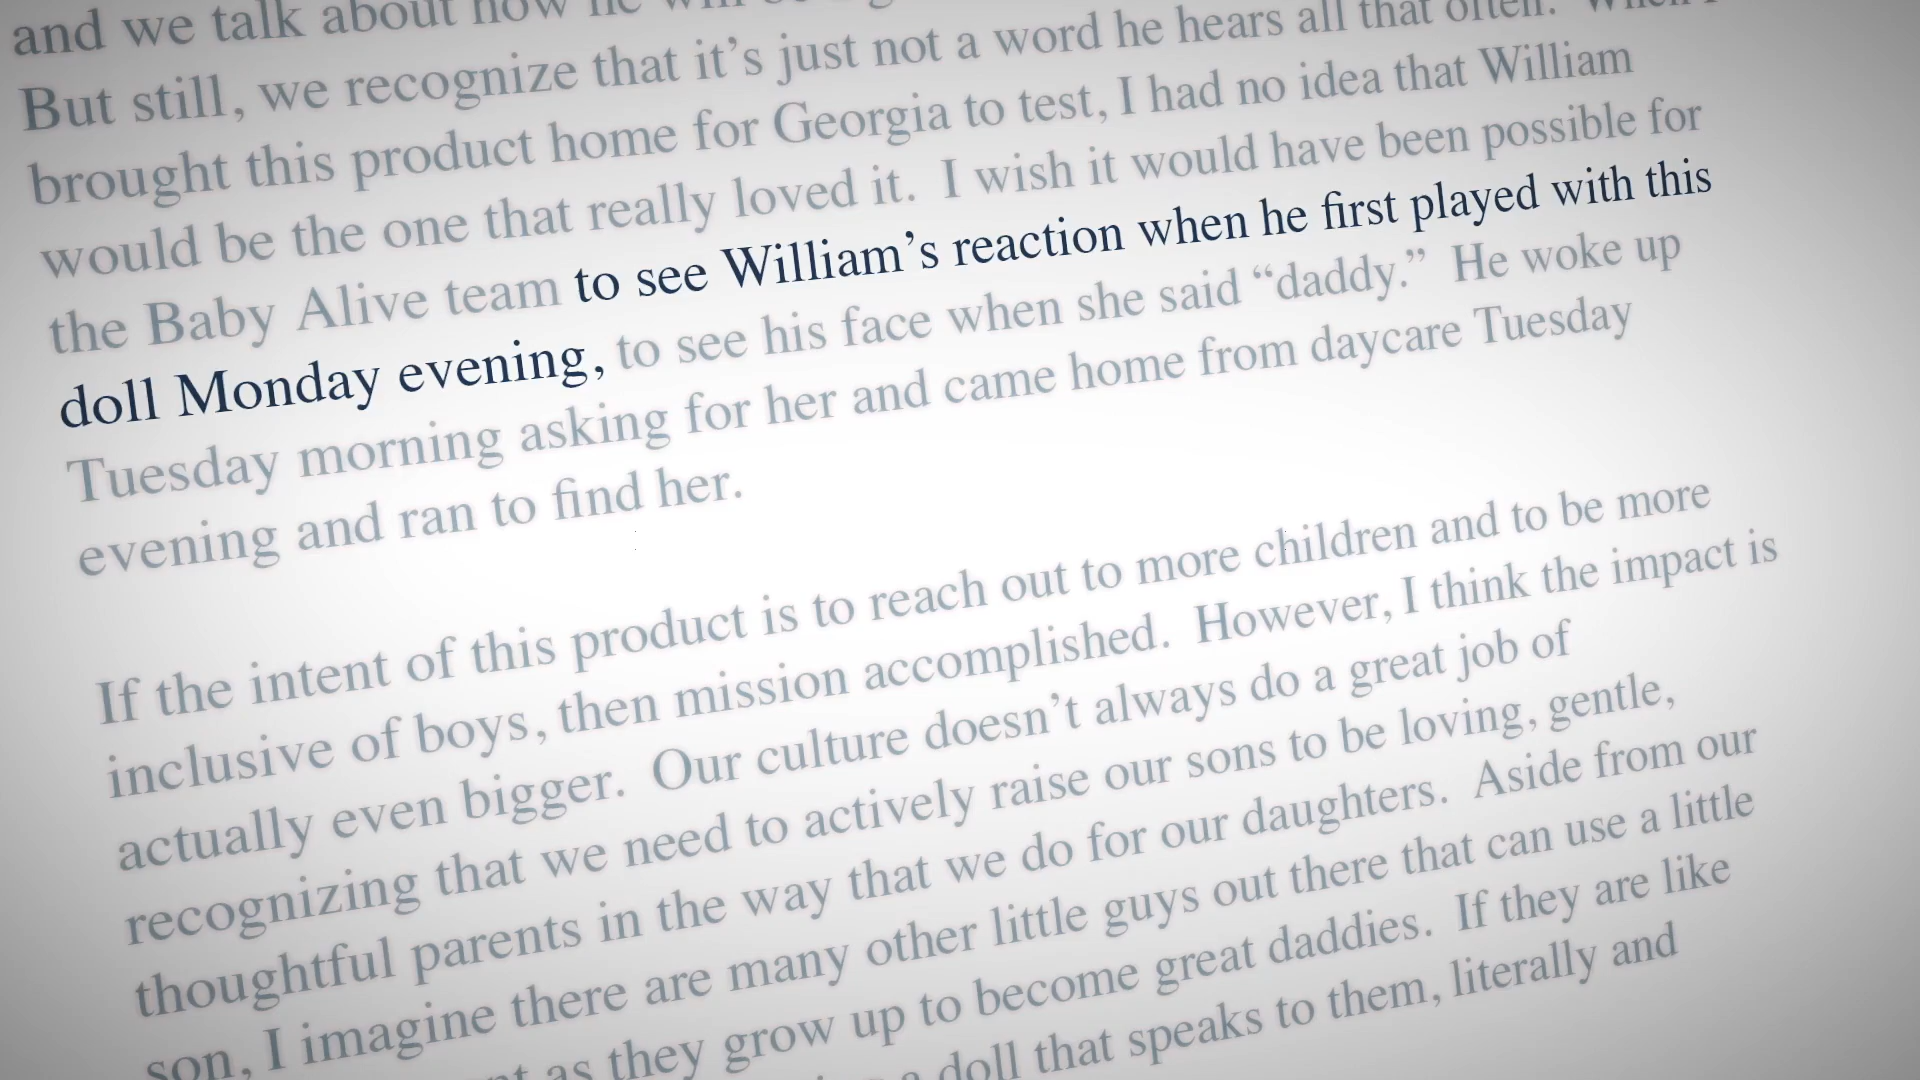 and we talk about how he will be
But still, we recognize that it’s just not a word he hears all that often. When I
brought this product home for Georgia to test, I had no idea that William
would be the one that really loved it. I wish it would have been possible for
the Baby Alive team to see William’s reaction when he first played with this
doll Monday evening, to see his face when she said “daddy.” He woke up
Tuesday morning asking for her and came home from daycare Tuesday
evening and ran to find her.
If the intent of this product is to reach out to more children and to be more
inclusive of boys, then mission accomplished. However, I think the impact is
actually even bigger. Our culture doesn’t always do a great job of
recognizing that we need to actively raise our sons to be loving, gentle,
thoughtful parents in the way that we do for our daughters. Aside from our
son, I imagine there are many other little guys out there that can use a little
as they grow up to become great daddies. If they are like
a doll that speaks to them, literally and